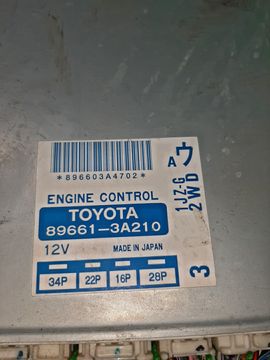 *896603A4702*
A ウ
ENGINE CONTROL
TOYOTA
89661-3A210
12V MADE IN JAPAN
34P 22P 16P 28P
1JZ-G
2WD
3